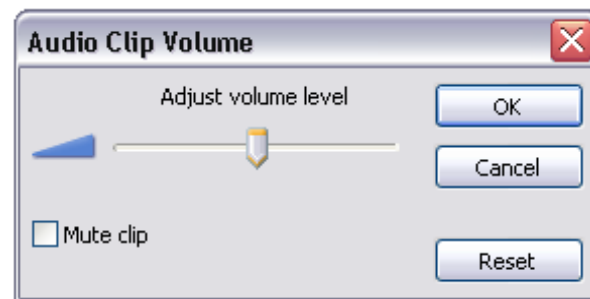 Audio Clip Volume
Adjust volume level
OK
Cancel
Mute clip
Reset